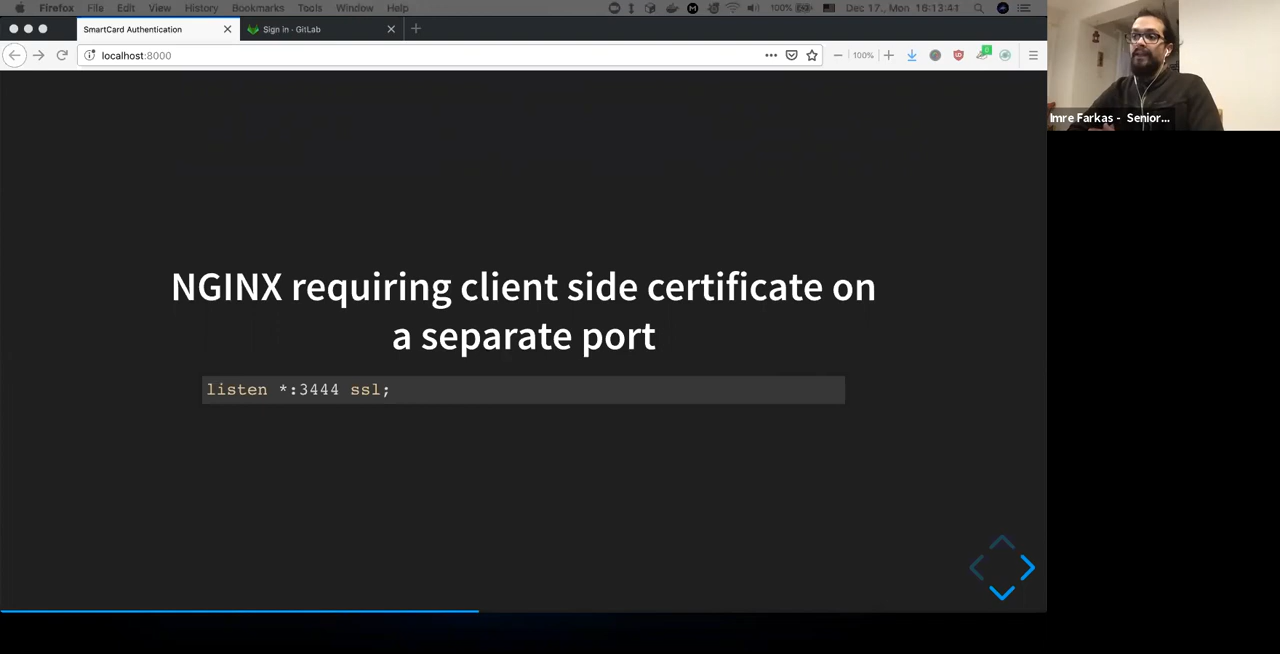 Firefox File Edit View History Bookmarks Tools Window Help 100% Dec 17., Mon 16:13:41
SmartCard Authentication
Sign in · GitLab
localhost:8000
100%
NGINX requiring client side certificate on
a separate port
listen *:3444 ssl;
Imre Farkas - Senior...